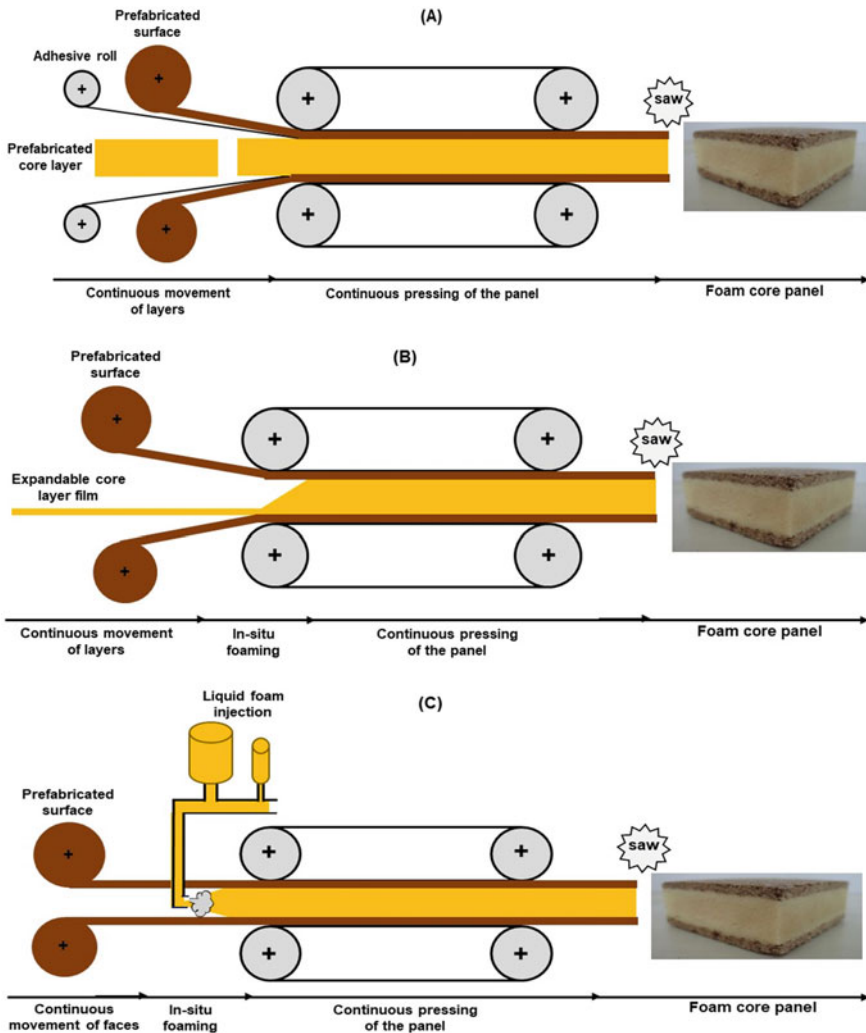 (A)
Prefabricated
surface
Adhesive roll
+
+
+
+
saw
Prefabricated
core layer
+
+
+
+
Continuous movement
of layers
Continuous pressing of the panel
Foam core panel
(B)
Prefabricated
surface
+
+
+
saw
Expandable core
layer film
+
+
+
Continuous movement
of layers
In-situ
foaming
Continuous pressing
of the panel
Foam core panel
(C)
Liquid foam
injection
Prefabricated
surface
+
+
+
saw
+
+
+
Continuous
movement of faces
In-situ
foaming
Continuous pressing
of the panel
Foam core panel